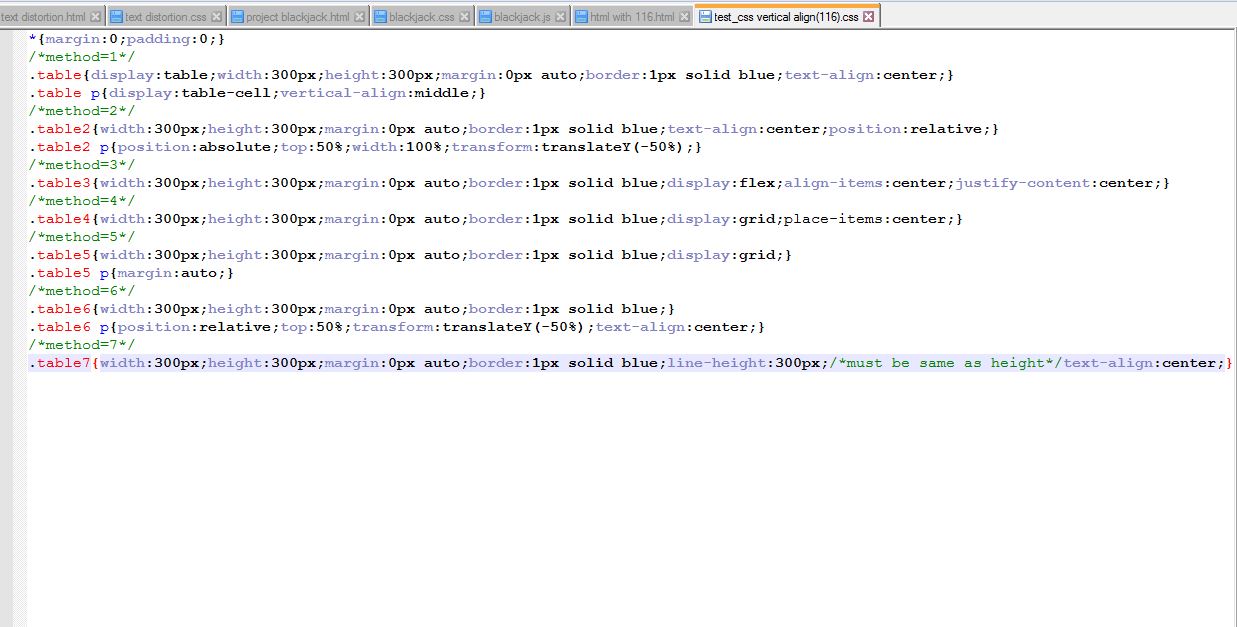 text distortion.html text distortion.css project blackjack.html blackjack.css blackjack.js html with 116.html test_css vertical align(116).css
*{margin:0;padding:0;}
/*method=1*/
.table{display:table;width:300px;height:300px;margin:0px auto;border:1px solid blue;text-align:center;}
.table p{display:table-cell;vertical-align:middle;}
/*method=2*/
.table2{width:300px;height:300px;margin:0px auto;border:1px solid blue;text-align:center;position:relative;}
.table2 p{position:absolute;top:50%;width:100%;transform:translateY(-50%);}
/*method=3*/
.table3{width:300px;height:300px;margin:0px auto;border:1px solid blue;display:flex;align-items:center;justify-content:center;}
/*method=4*/
.table4{width:300px;height:300px;margin:0px auto;border:1px solid blue;display:grid;place-items:center;}
/*method=5*/
.table5{width:300px;height:300px;margin:0px auto;border:1px solid blue;display:grid;}
.table5 p{margin:auto;}
/*method=6*/
.table6{width:300px;height:300px;margin:0px auto;border:1px solid blue;}
.table6 p{position:relative;top:50%;transform:translateY(-50%);text-align:center;}
/*method=7*/
.table7{width:300px;height:300px;margin:0px auto;border:1px solid blue;line-height:300px;/*must be same as height*/text-align:center;}